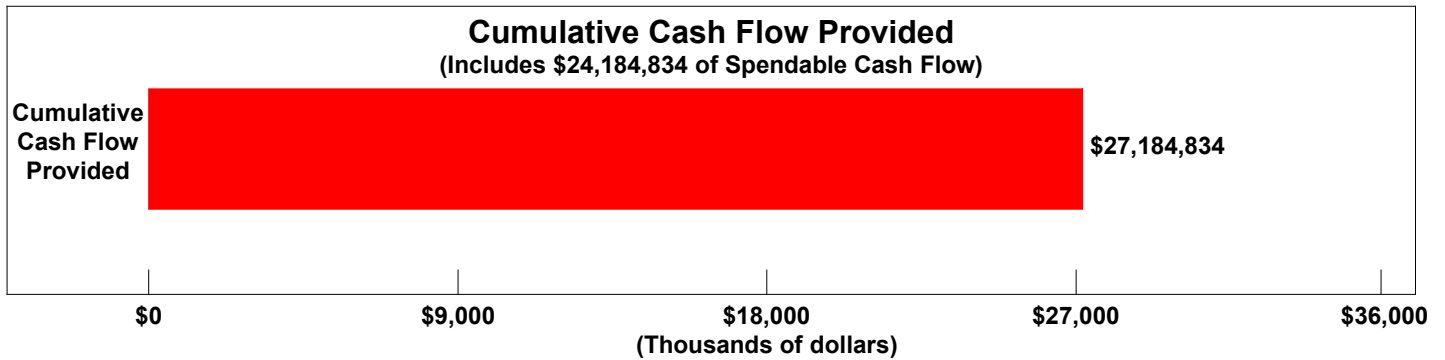 Cumulative Cash Flow Provided
(Includes $24,184,834 of Spendable Cash Flow)
Cumulative
Cash Flow
Provided
$27,184,834
$0 $9,000 $18,000 $27,000 $36,000
(Thousands of dollars)